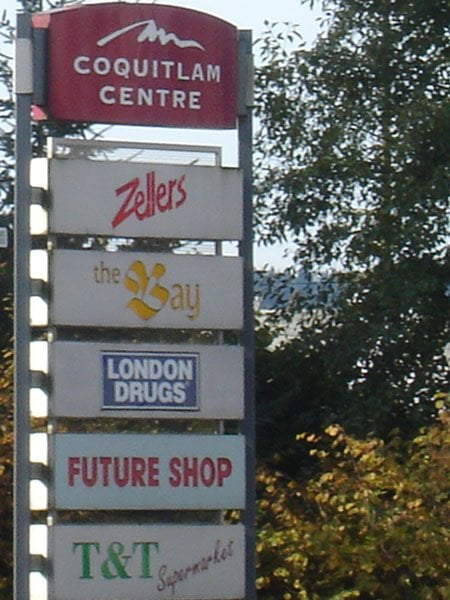 COQUITLAM
CENTRE
Zellers
the Bay
LONDON
DRUGS
FUTURE SHOP
T&T Supermarket